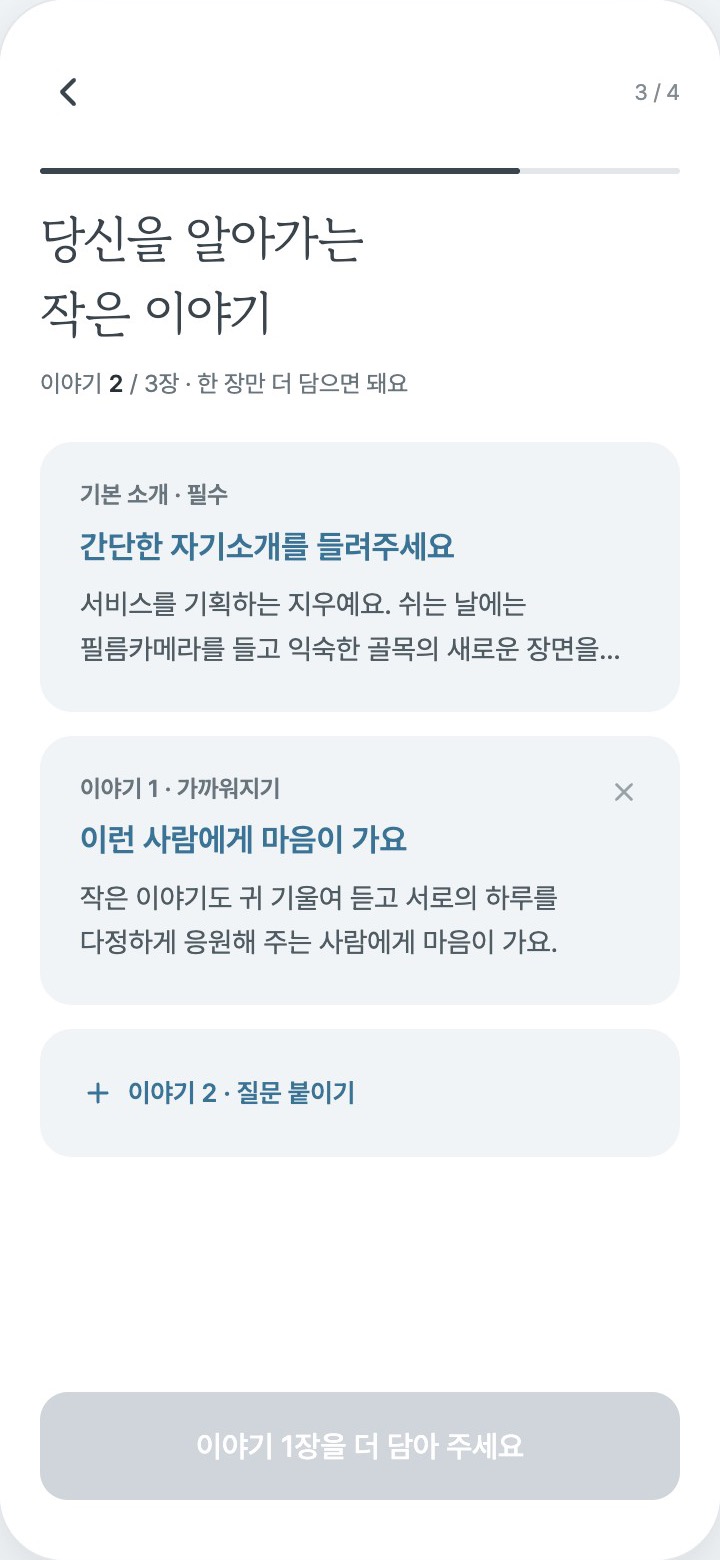 3 / 4
당신을 알아가는
작은 이야기
이야기 2 / 3장 · 한 장만 더 담으면 돼요
기본 소개 · 필수
간단한 자기소개를 들려주세요
서비스를 기획하는 지우예요. 쉬는 날에는
필름카메라를 들고 익숙한 골목의 새로운 장면을...
이야기 1 · 가까워지기
이런 사람에게 마음이 가요
작은 이야기도 귀 기울여 듣고 서로의 하루를
다정하게 응원해 주는 사람에게 마음이 가요.
이야기 2 · 질문 붙이기
이야기 1장을 더 담아 주세요